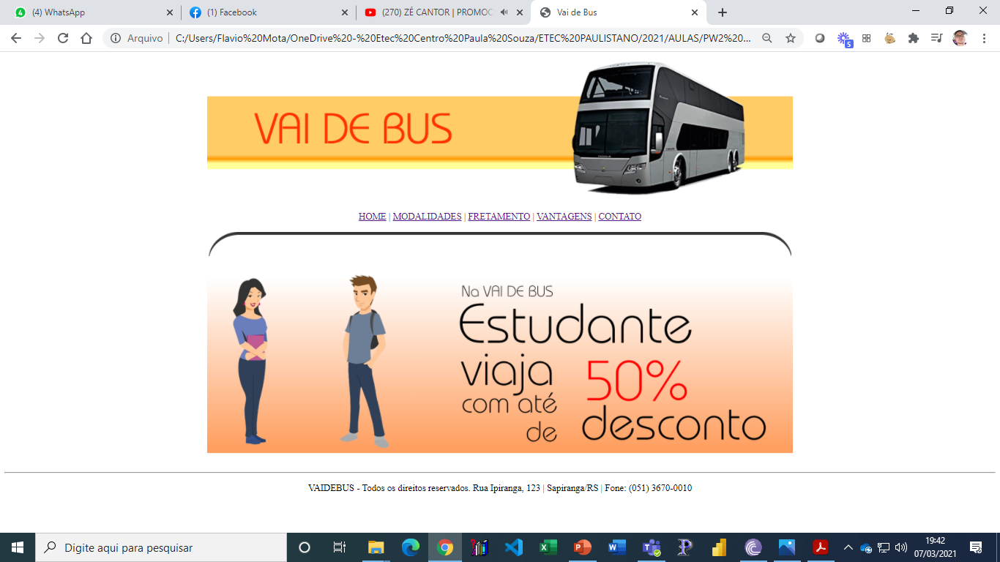 (4) WhatsApp
(1) Facebook
(270) ZÉ CANTOR | PROMOC
Vai de Bus
Arquivo | C:/Users/Flavio%20Mota/OneDrive%20-%20Etec%20Centro%20Paula%20Souza/ETEC%20PAULISTANO/2021/AULAS/PW2%20...
5
VAI DE BUS
HOME | MODALIDADES | FRETAMENTO | VANTAGENS | CONTATO
Na VAI DE BUS
Estudante
viaja 50%
com até
de desconto
VAIDEBUS - Todos os direitos reservados. Rua Ipiranga, 123 | Sapiranga/RS | Fone: (051) 3670-0010
Digite aqui para pesquisar
19:42
07/03/2021